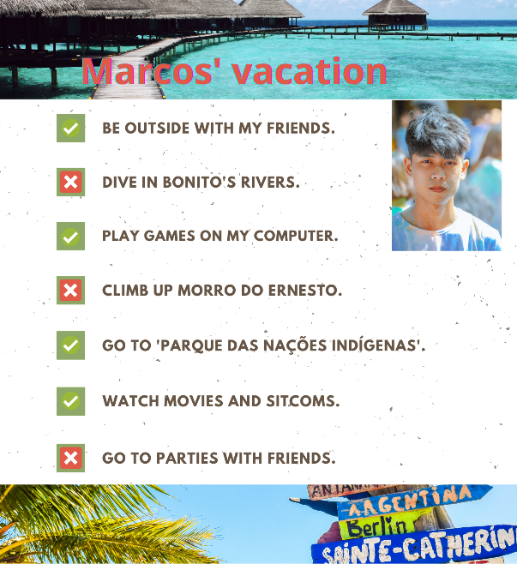 Marcos' vacation
BE OUTSIDE WITH MY FRIENDS.
DIVE IN BONITO'S RIVERS.
PLAY GAMES ON MY COMPUTER.
CLIMB UP MORRO DO ERNESTO.
GO TO 'PARQUE DAS NAÇÕES INDÍGENAS'.
WATCH MOVIES AND SITCOMS.
GO TO PARTIES WITH FRIENDS.
ARGENTINA
Berlin
SAINTE-CATHERIN